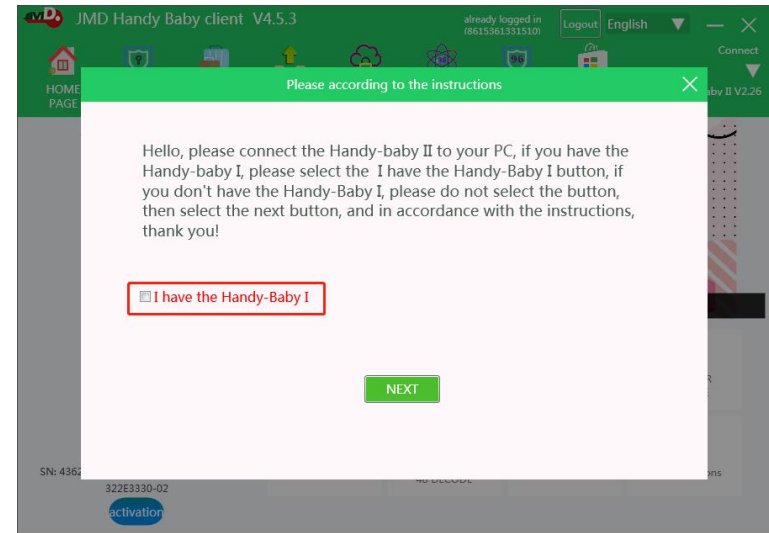 JMD Handy Baby client V4.5.3
already logged in
(8615361331510)
Logout
English
Connect
HOME
PAGE
Please according to the instructions
aby II V2.26
Hello, please connect the Handy-baby II to your PC, if you have the
Handy-baby I, please select the I have the Handy-Baby I button, if
you don't have the Handy-Baby I, please do not select the button,
then select the next button, and in accordance with the instructions,
thank you!
I have the Handy-Baby I
NEXT
SN: 4362
322E3330-02
activation